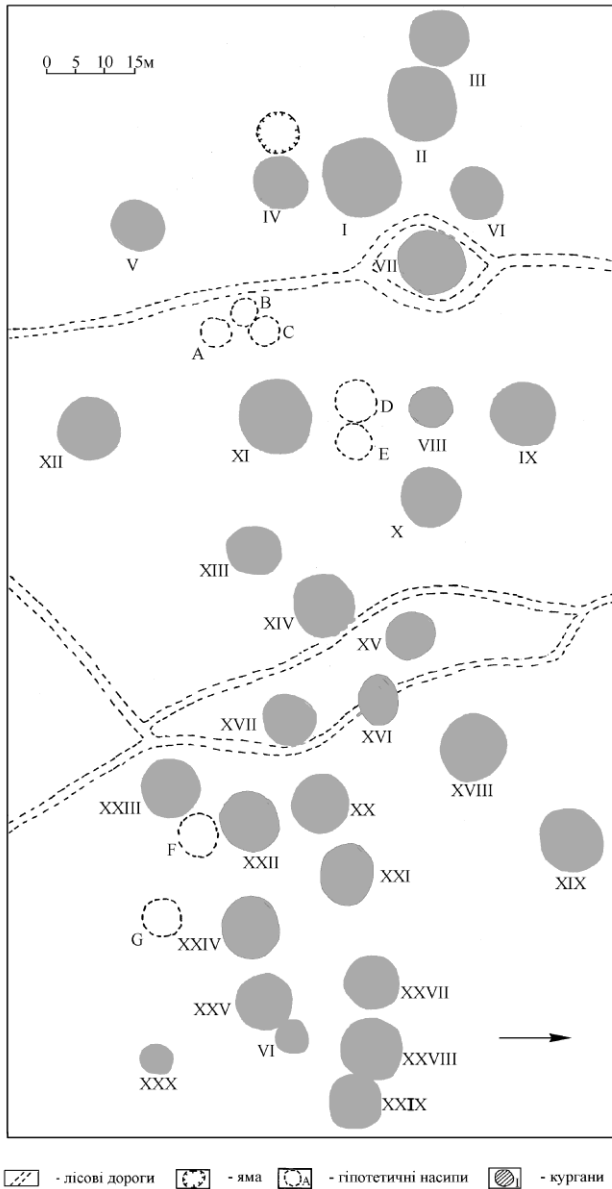 III
0 5 10 15м
II
IV
I
VI
V
VII
B
A
C
D
XII
XI
VIII
IX
E
X
XIII
XIV
XV
XVII
XVI
XVIII
XXIII
XX
F
XXII
XXI
XIX
G
XXIV
XXVII
XXV
VI
XXVIII
XXX
XXIX
- лісові дороги - яма A - гіпотетичні насипи I - кургани